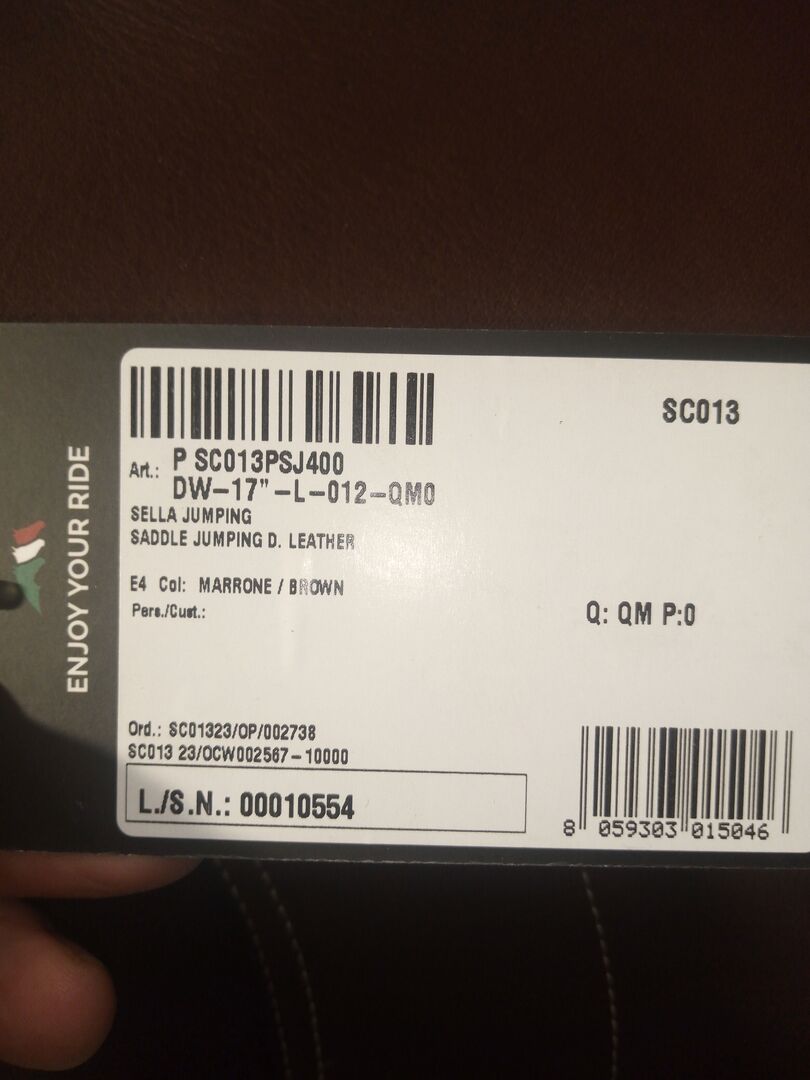 ENJOY YOUR RIDE
SC013
Art.: P SC013PSJ400
DW-17"-L-012-QM0
SELLA JUMPING
SADDLE JUMPING D. LEATHER
E4 Col: MARRONE / BROWN
Pers./Cust.:
Q: QM P:0
Ord.: SC01323/OP/002738
SC013 23/OCW002567-10000
L./S.N.: 00010554
8 059303 015046